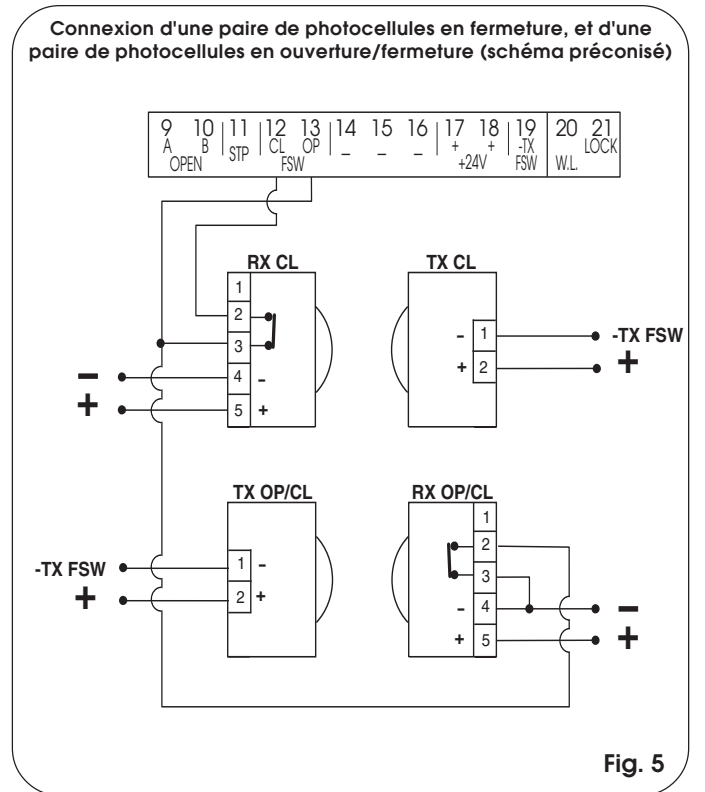 Connexion d'une paire de photocellules en fermeture, et d'une
paire de photocellules en ouverture/fermeture (schéma préconisé)
9 10 11 12 13 14 15 16 17 18 19 20 21
A B STP CL OP _ _ _ + + -TX LOCK
OPEN FSW +24V FSW W.L.
RX CL TX CL
1
2
3
4 -
5 +
-
+
- 1 -TX FSW
+ 2 +
TX OP/CL RX OP/CL
-TX FSW 1 -
+ 2 +
1
2
3
- 4 -
+ 5 +
Fig. 5